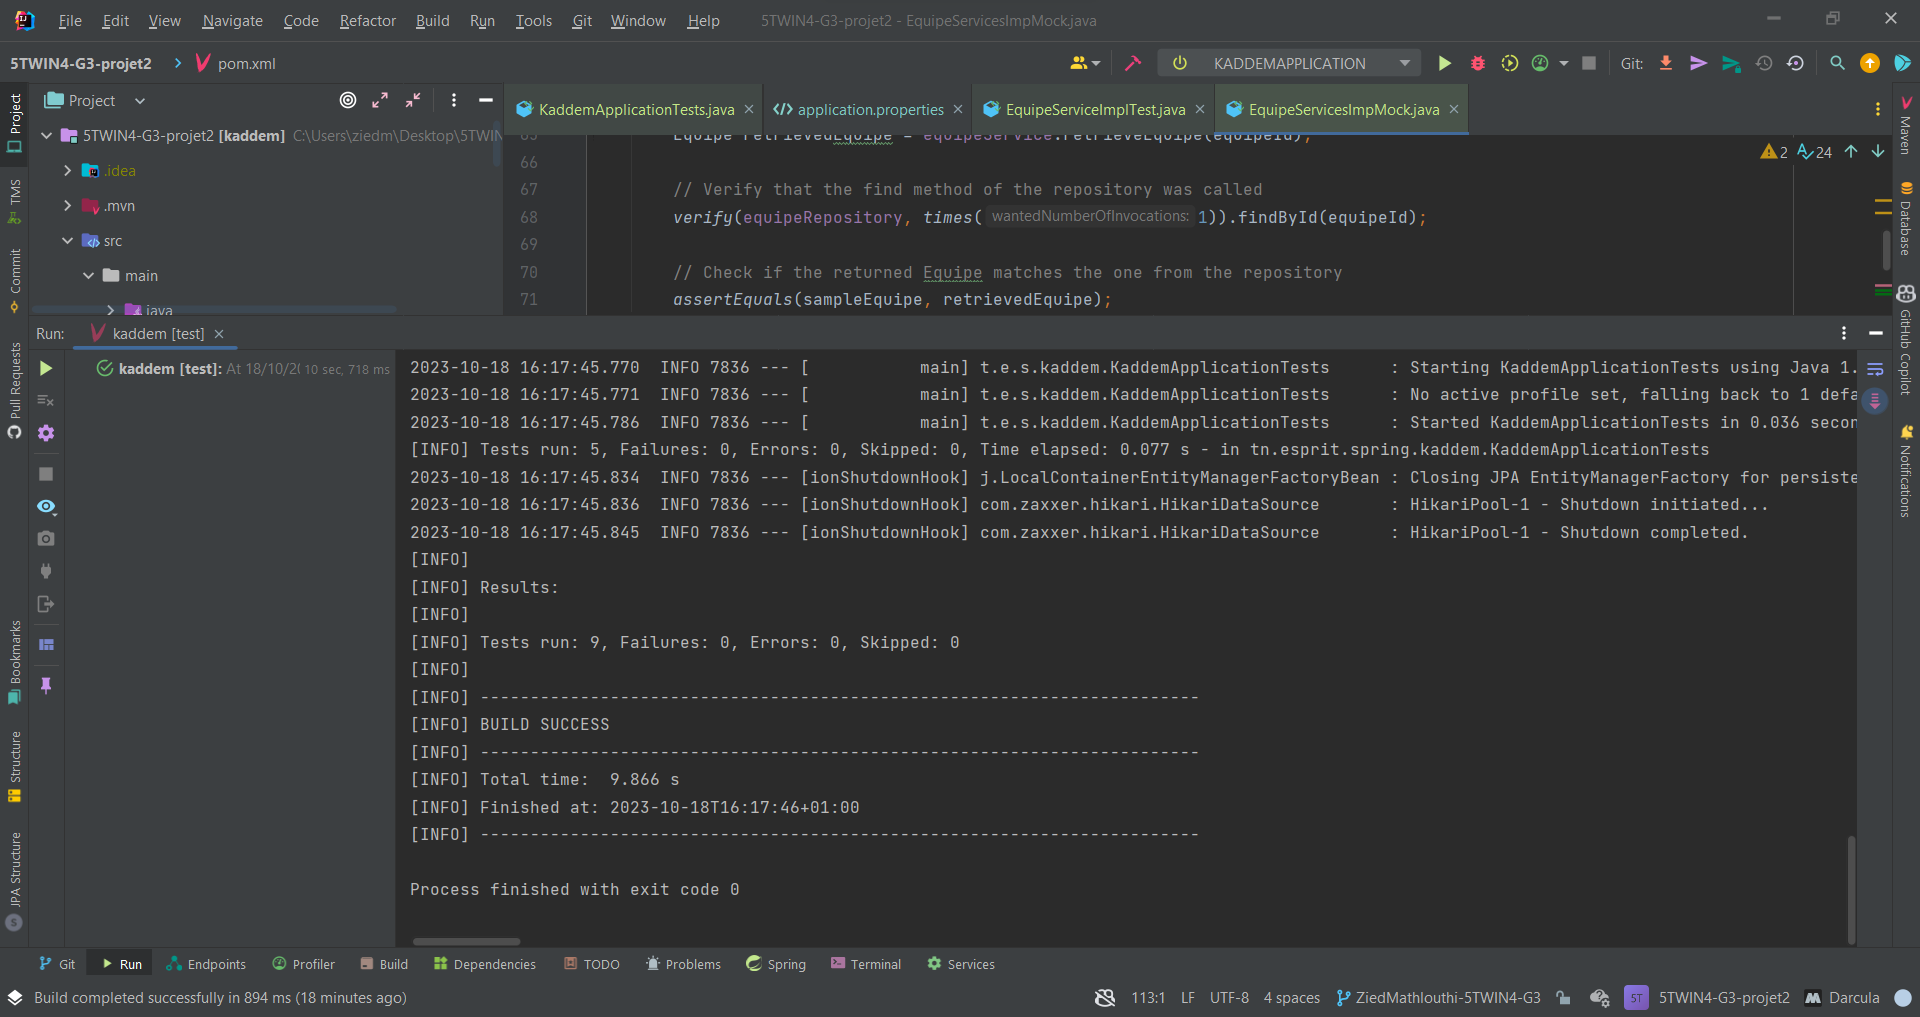 File Edit View Navigate Code Refactor Build Run Tools Git Window Help 5TWIN4-G3-projet2 - EquipeServicesImpMock.java
5TWIN4-G3-projet2 pom.xml KADDEMAPPLICATION Git:
Project
KaddemApplicationTests.java application.properties EquipeServiceImplTest.java EquipeServicesImpMock.java
5TWIN4-G3-projet2 [kaddem] C:\Users\ziedm\Desktop\5TWIN
.idea
.mvn
src
main
java
65 Equipe retrievedEquipe = equipeService.retrieveEquipe(equipeId);
66
67 // Verify that the find method of the repository was called
68 verify(equipeRepository, times( wantedNumberOfInvocations: 1)).findById(equipeId);
69
70 // Check if the returned Equipe matches the one from the repository
71 assertEquals(sampleEquipe, retrievedEquipe);
2 24
Run: kaddem [test]
kaddem [test]: At 18/10/20 10 sec, 718 ms
2023-10-18 16:17:45.770  INFO 7836 --- [           main] t.e.s.kaddem.KaddemApplicationTests      : Starting KaddemApplicationTests using Java 1.
2023-10-18 16:17:45.771  INFO 7836 --- [           main] t.e.s.kaddem.KaddemApplicationTests      : No active profile set, falling back to 1 defa
2023-10-18 16:17:45.786  INFO 7836 --- [           main] t.e.s.kaddem.KaddemApplicationTests      : Started KaddemApplicationTests in 0.036 secon
[INFO] Tests run: 5, Failures: 0, Errors: 0, Skipped: 0, Time elapsed: 0.077 s - in tn.esprit.spring.kaddem.KaddemApplicationTests
2023-10-18 16:17:45.834  INFO 7836 --- [ionShutdownHook] j.LocalContainerEntityManagerFactoryBean : Closing JPA EntityManagerFactory for persiste
2023-10-18 16:17:45.836  INFO 7836 --- [ionShutdownHook] com.zaxxer.hikari.HikariDataSource       : HikariPool-1 - Shutdown initiated...
2023-10-18 16:17:45.845  INFO 7836 --- [ionShutdownHook] com.zaxxer.hikari.HikariDataSource       : HikariPool-1 - Shutdown completed.
[INFO]
[INFO] Results:
[INFO]
[INFO] Tests run: 9, Failures: 0, Errors: 0, Skipped: 0
[INFO]
[INFO] ------------------------------------------------------------------------
[INFO] BUILD SUCCESS
[INFO] ------------------------------------------------------------------------
[INFO] Total time:  9.866 s
[INFO] Finished at: 2023-10-18T16:17:46+01:00
[INFO] ------------------------------------------------------------------------
Process finished with exit code 0
Project
TMS
Commit
Pull Requests
Bookmarks
Structure
JPA Structure
Maven
Database
GitHub Copilot
Notifications
Git Run Endpoints Profiler Build Dependencies TODO Problems Spring Terminal Services
Build completed successfully in 894 ms (18 minutes ago) 113:1 LF UTF-8 4 spaces ZiedMathlouthi-5TWIN4-G3 5T 5TWIN4-G3-projet2 Darcula